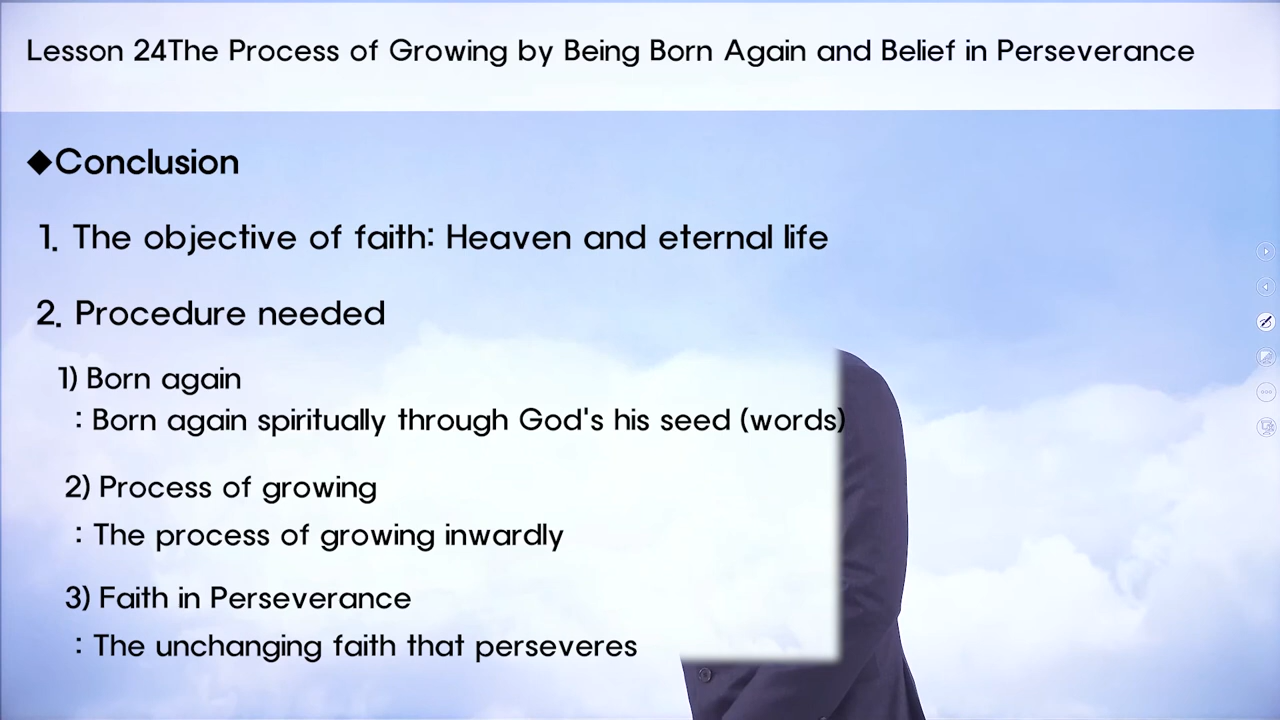 Lesson 24The Process of Growing by Being Born Again and Belief in Perseverance
◆Conclusion
1. The objective of faith: Heaven and eternal life
2. Procedure needed
1) Born again
: Born again spiritually through God's his seed (words)
2) Process of growing
: The process of growing inwardly
3) Faith in Perseverance
: The unchanging faith that perseveres